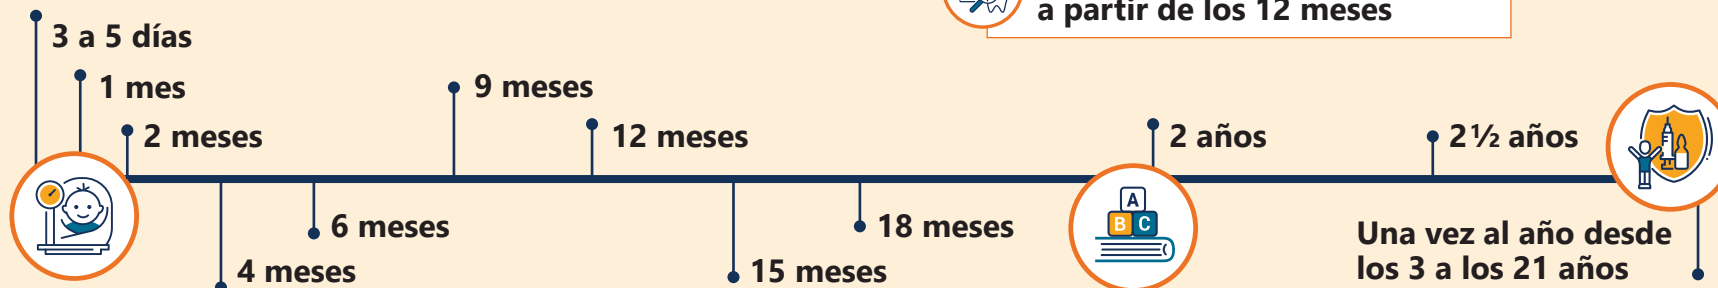 a partir de los 12 meses
3 a 5 días
1 mes
9 meses
2 meses
12 meses
2 años
2½ años
6 meses
18 meses
4 meses
15 meses
Una vez al año desde
los 3 a los 21 años
A
B C